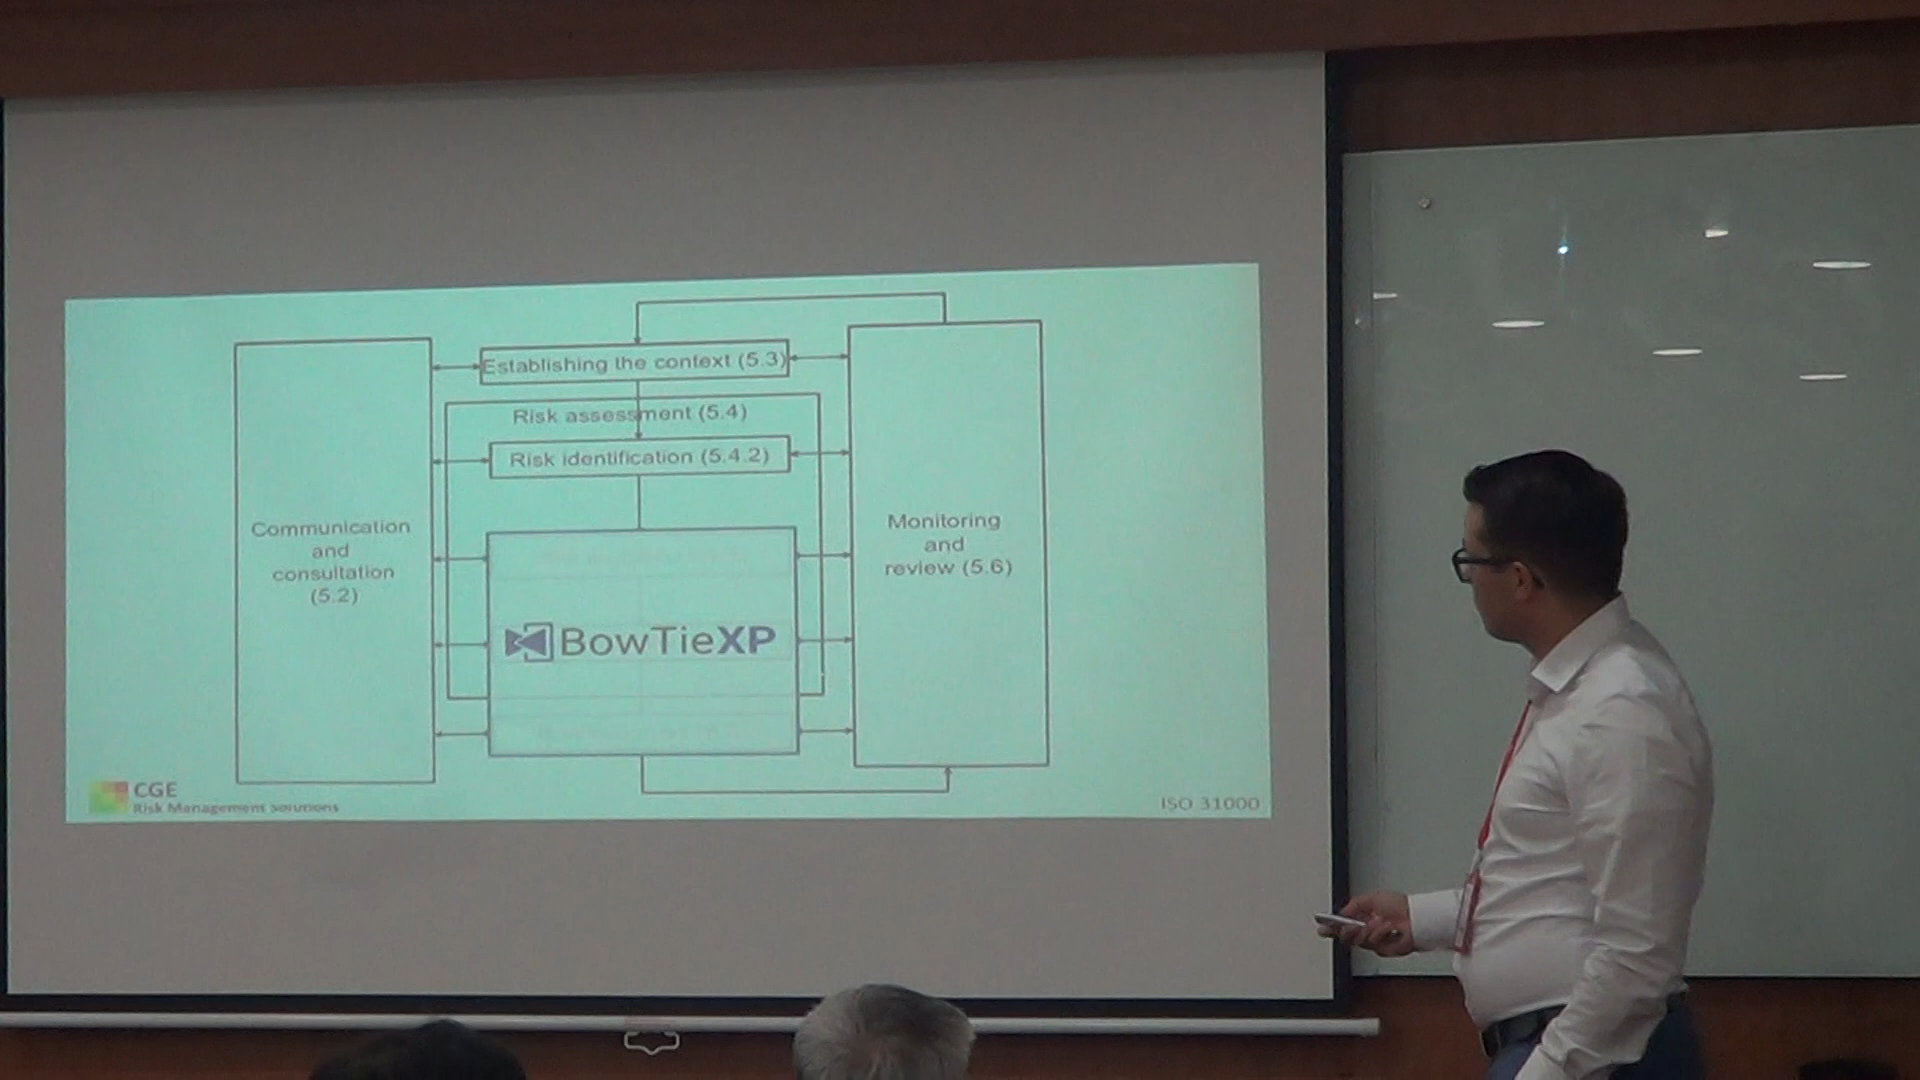 Establishing the context (5.3)
Risk assessment (5.4)
Risk identification (5.4.2)
Communication
and
consultation
(5.2)
Monitoring
and
review (5.6)
BowTieXP
CGE
Risk Management Solutions
ISO 31000